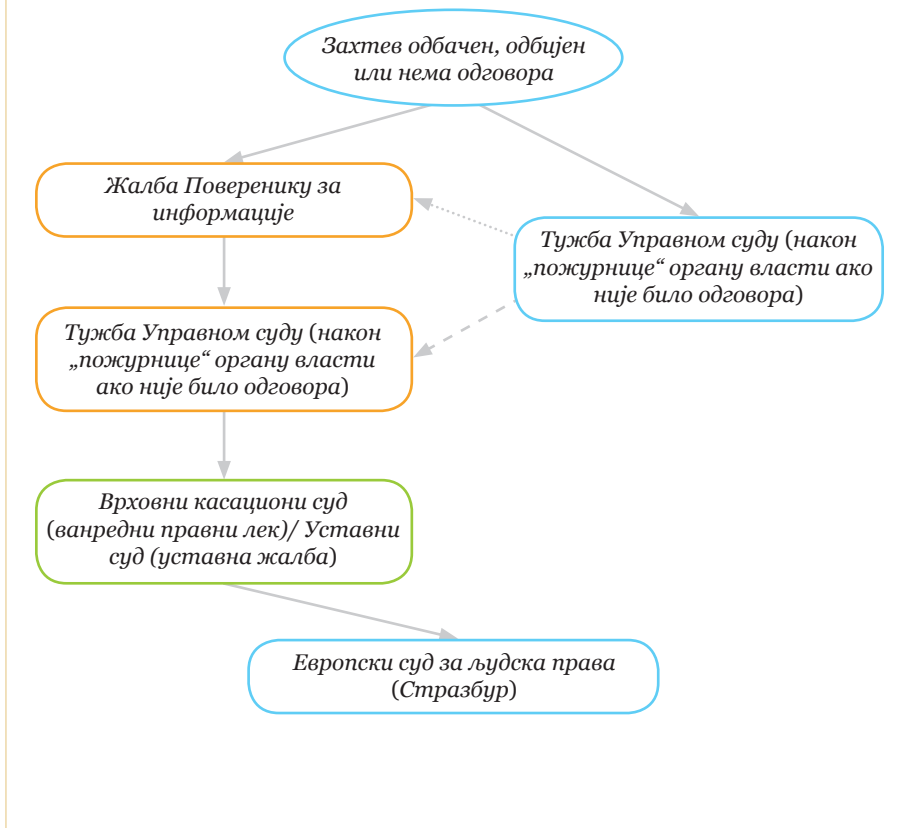 Захтев одбачен, одбијен
или нема одговора
Жалба Поверенику за
информације
Тужба Управном суду (након
„пожурнице“ органу власти ако
није било одговора)
Тужба Управном суду (након
„пожурнице“ органу власти
ако није било одговора)
Врховни касациони суд
(ванредни правни лек)/ Уставни
суд (уставна жалба)
Европски суд за људска права
(Стразбур)